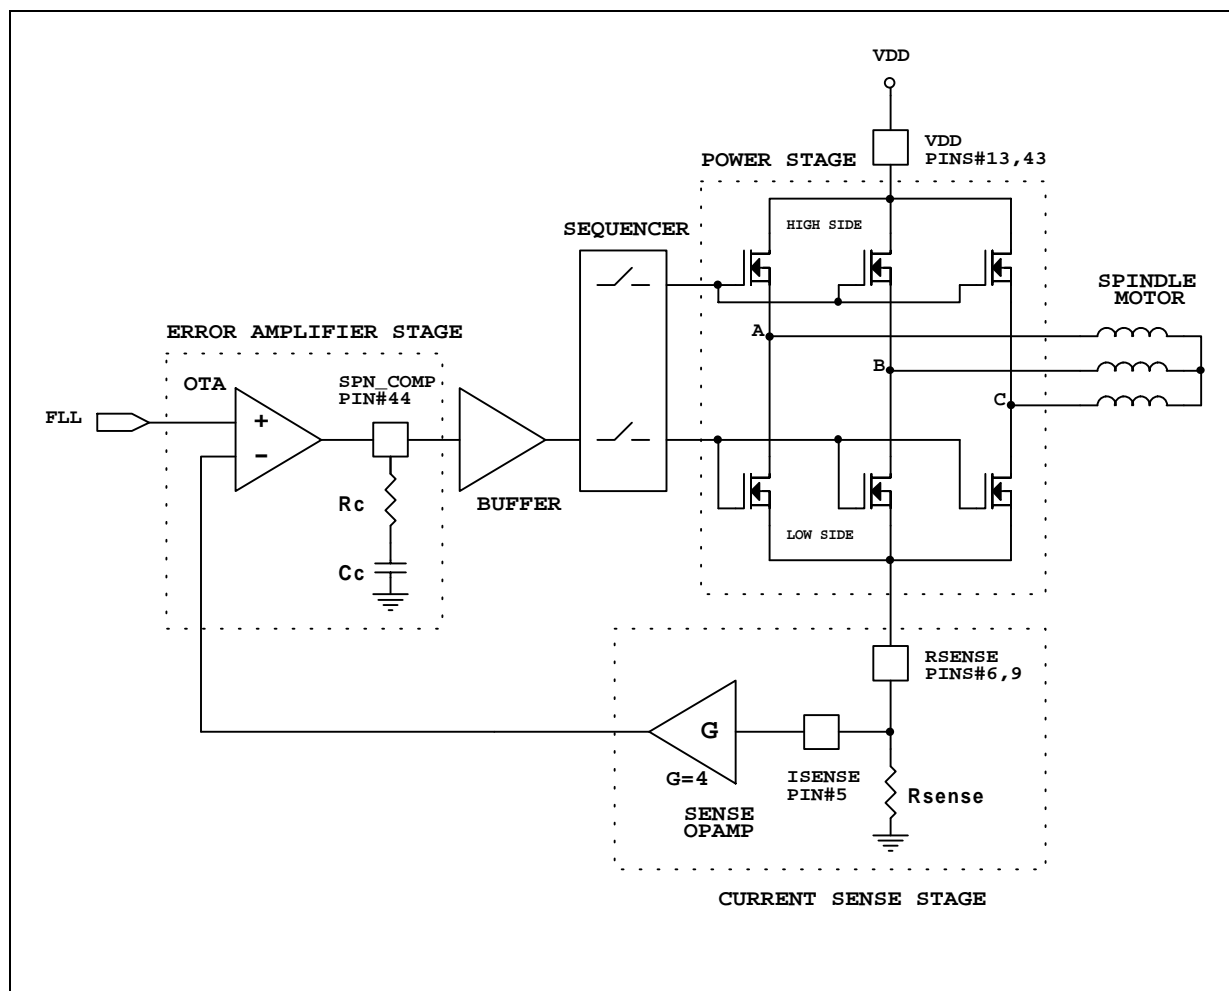 VDD
VDD
PINS#13,43
POWER STAGE
SEQUENCER
HIGH SIDE
SPINDLE
MOTOR
A
ERROR AMPLIFIER STAGE
B
OTA
SPN_COMP
PIN#44
C
FLL
+
-
Rc
BUFFER
LOW SIDE
Cc
RSENSE
PINS#6,9
G
G=4
ISENSE
PIN#5
Rsense
SENSE
OPAMP
CURRENT SENSE STAGE